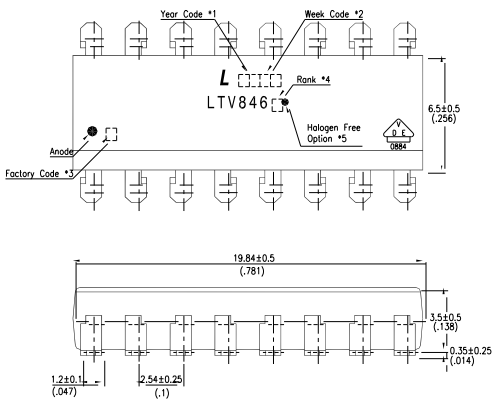 Year Code *1
Week Code *2
L
Rank *4
LTV846
6.5±0.5
(.256)
Halogen Free
Option *5
V
D E
0884
Anode
Factory Code *3
19.84±0.5
(.781)
3.5±0.5
(.138)
0.35±0.25
(.014)
1.2±0.1
(.047)
2.54±0.25
(.1)